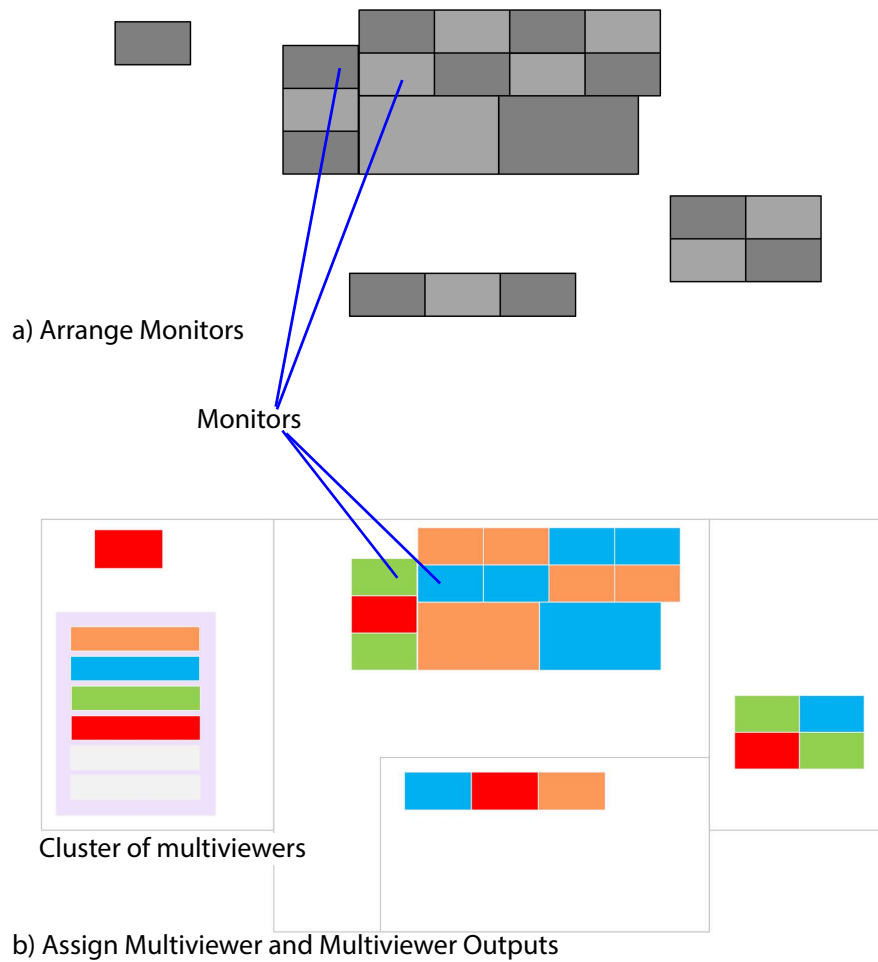 a) Arrange Monitors
Monitors
Cluster of multiviewers
b) Assign Multiviewer and Multiviewer Outputs